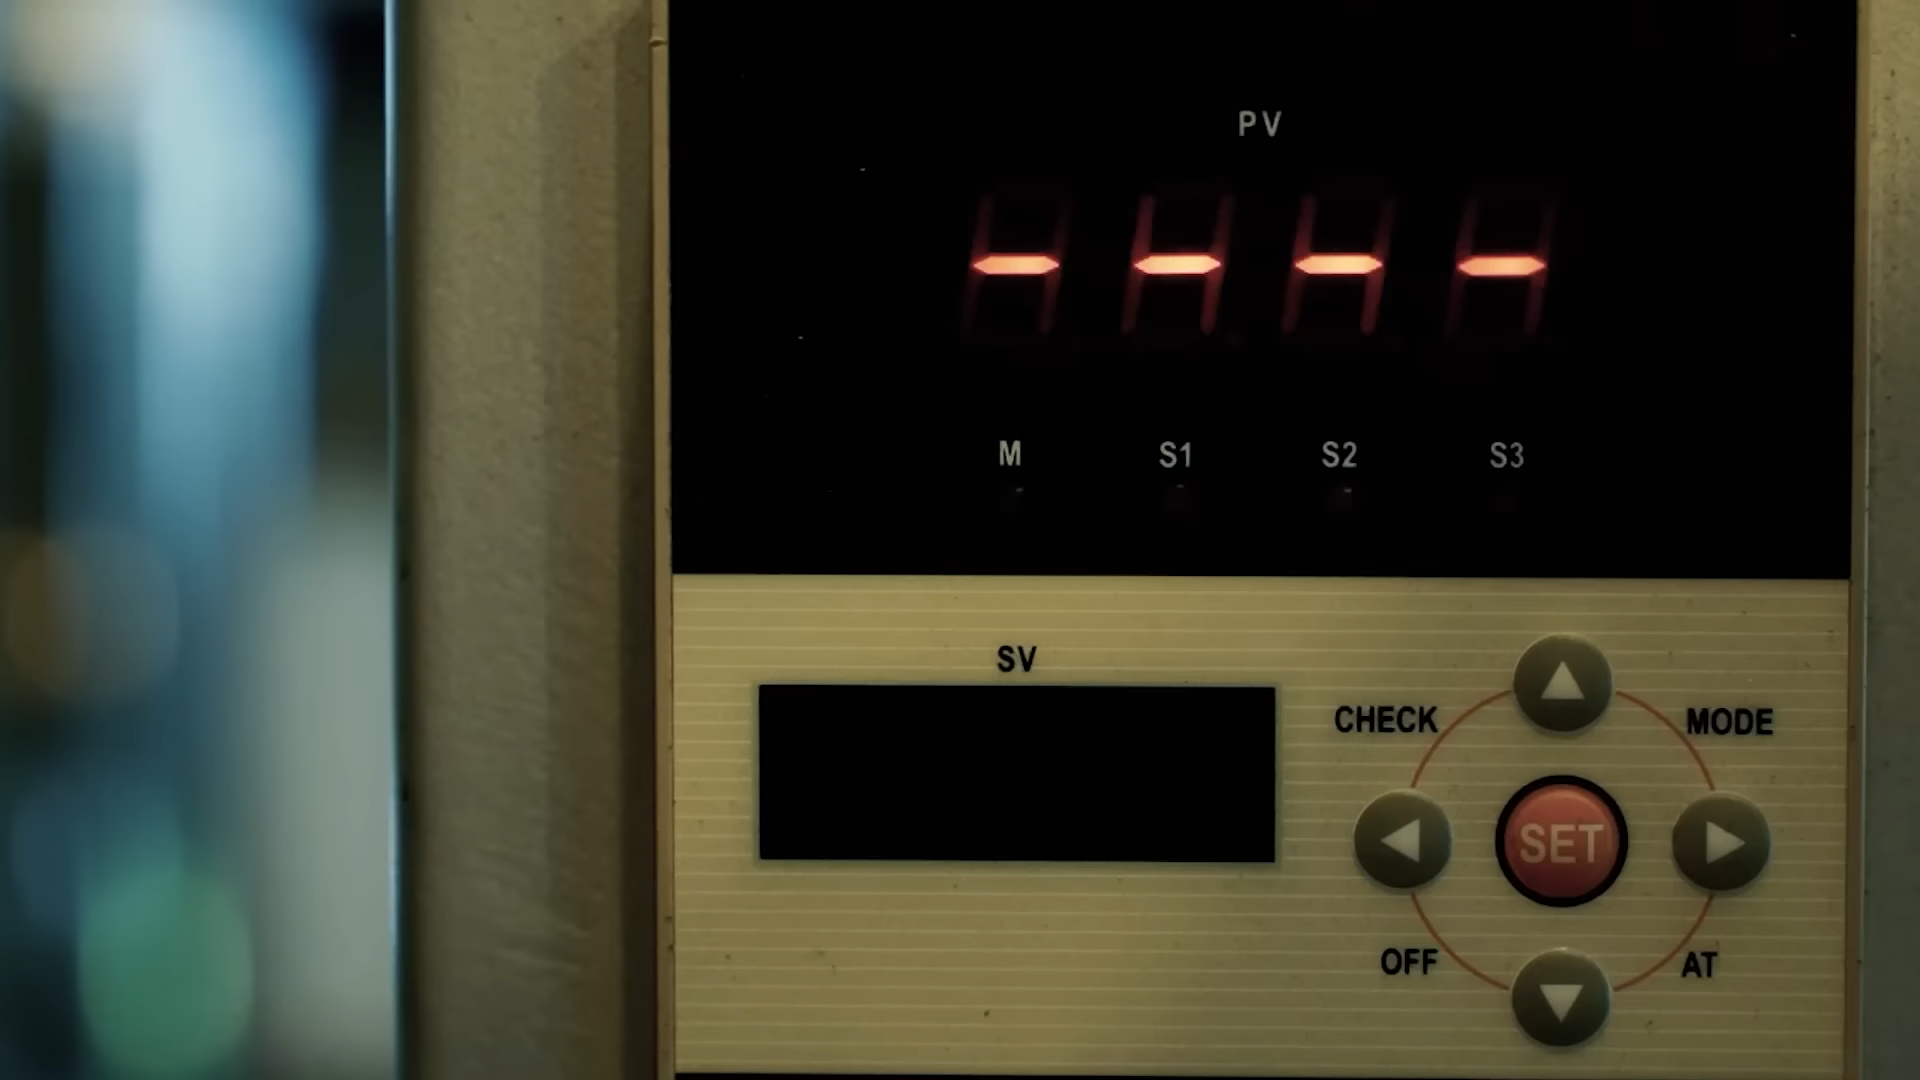 PV
----
M S1 S2 S3
SV
CHECK MODE
SET
OFF AT